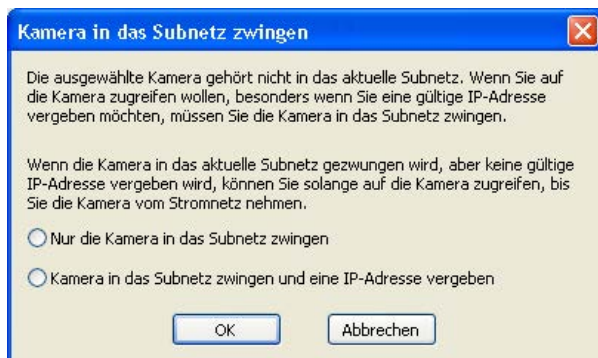 Kamera in das Subnetz zwingen
Die ausgewählte Kamera gehört nicht in das aktuelle Subnetz. Wenn Sie auf
die Kamera zugreifen wollen, besonders wenn Sie eine gültige IP-Adresse
vergeben möchten, müssen Sie die Kamera in das Subnetz zwingen.
Wenn die Kamera in das aktuelle Subnetz gezwungen wird, aber keine gültige
IP-Adresse vergeben wird, können Sie solange auf die Kamera zugreifen, bis
Sie die Kamera vom Stromnetz nehmen.
Nur die Kamera in das Subnetz zwingen
Kamera in das Subnetz zwingen und eine IP-Adresse vergeben
OK Abbrechen